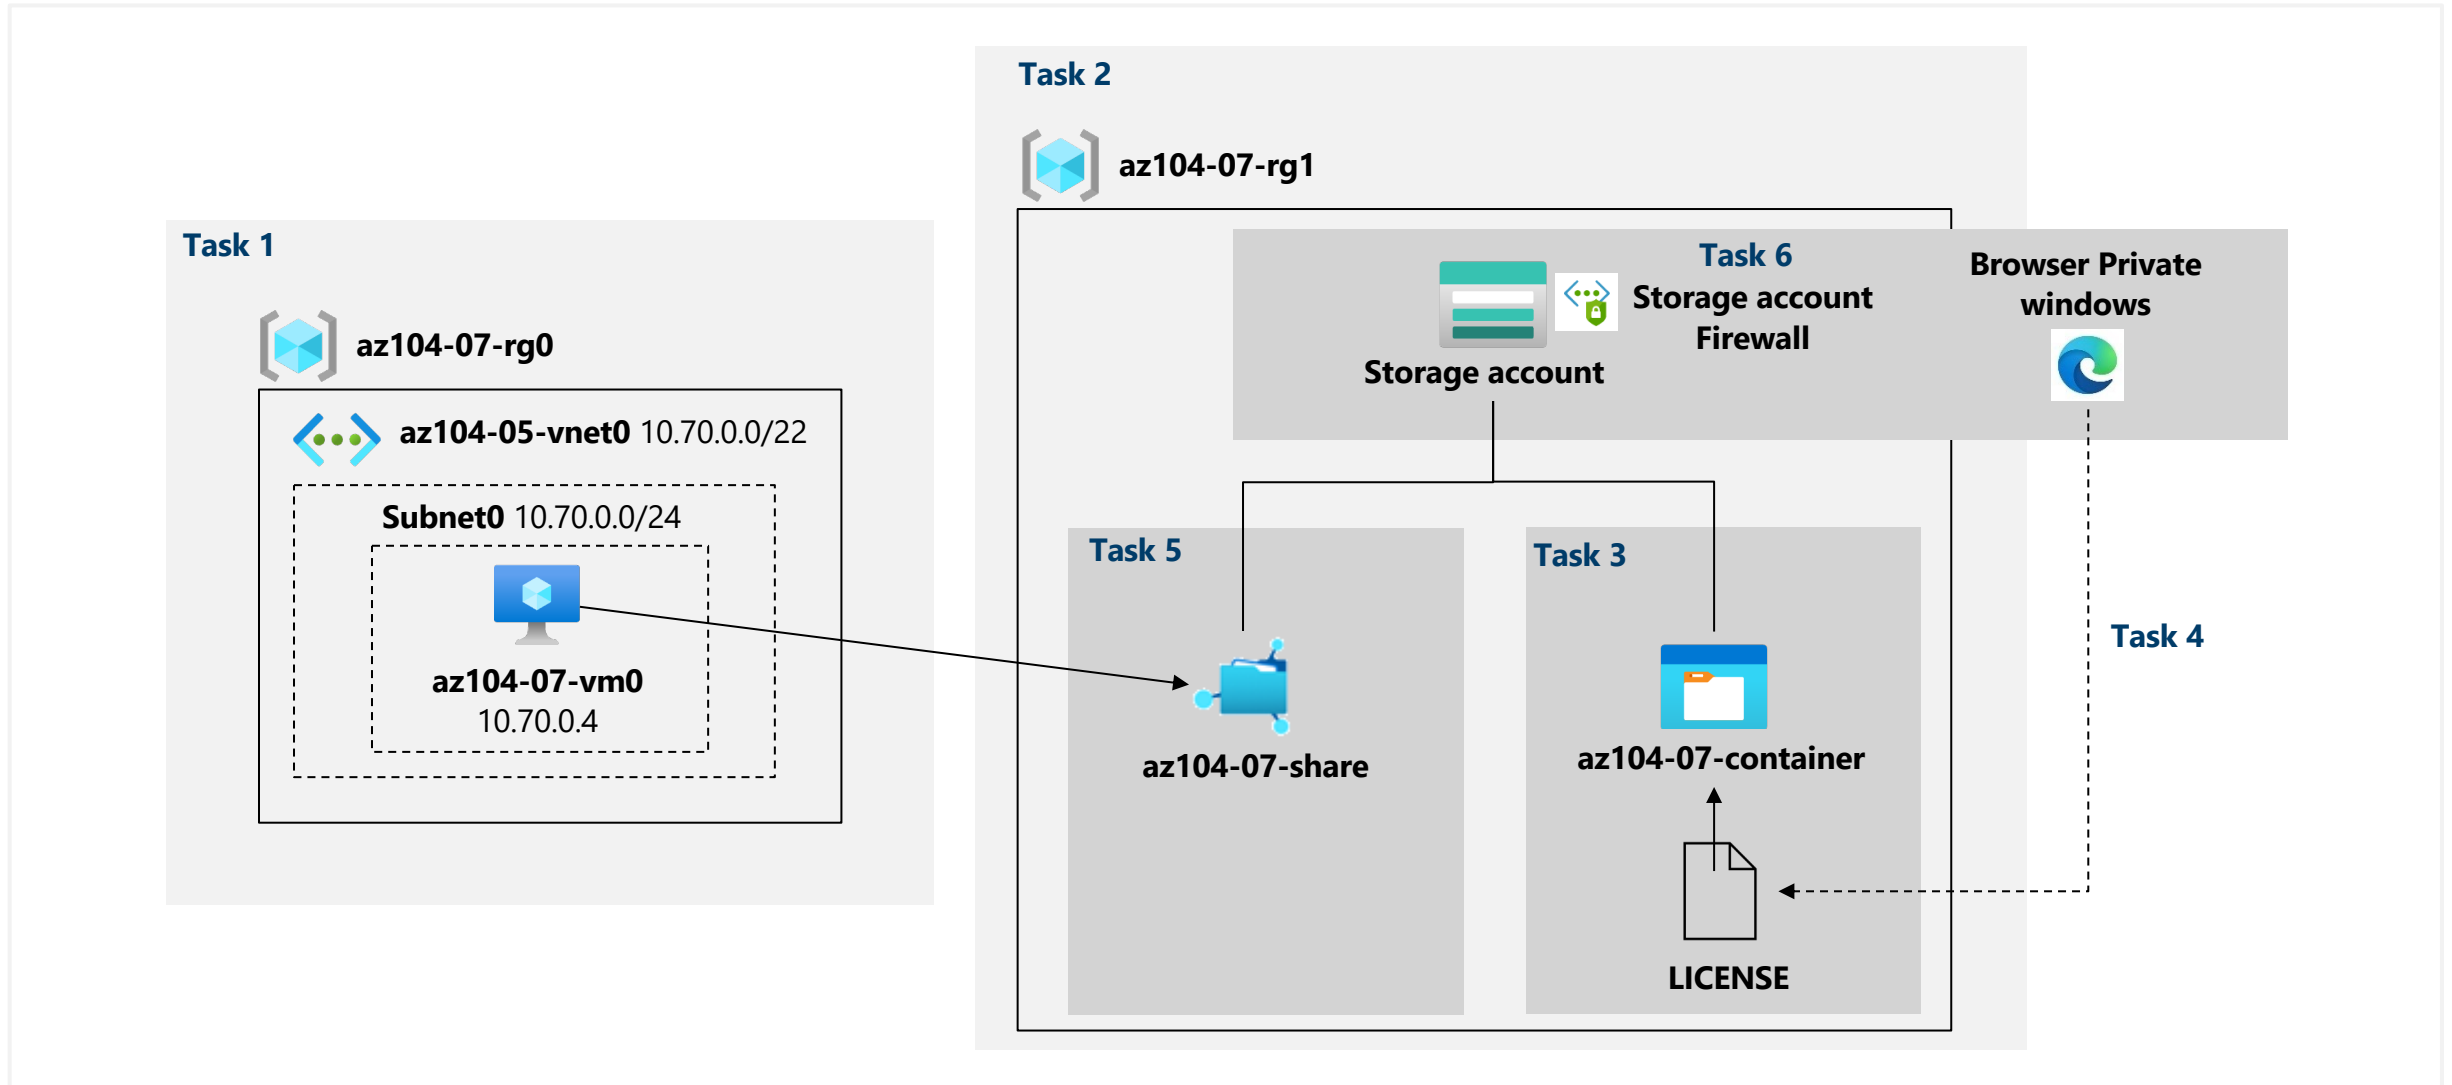 Task 1
az104-07-rg0
az104-05-vnet0 10.70.0.0/22
Subnet0 10.70.0.0/24
az104-07-vm0
10.70.0.4
Task 2
az104-07-rg1
Task 6
Storage account
Firewall
Storage account
Browser Private
windows
Task 5
az104-07-share
Task 3
az104-07-container
LICENSE
Task 4